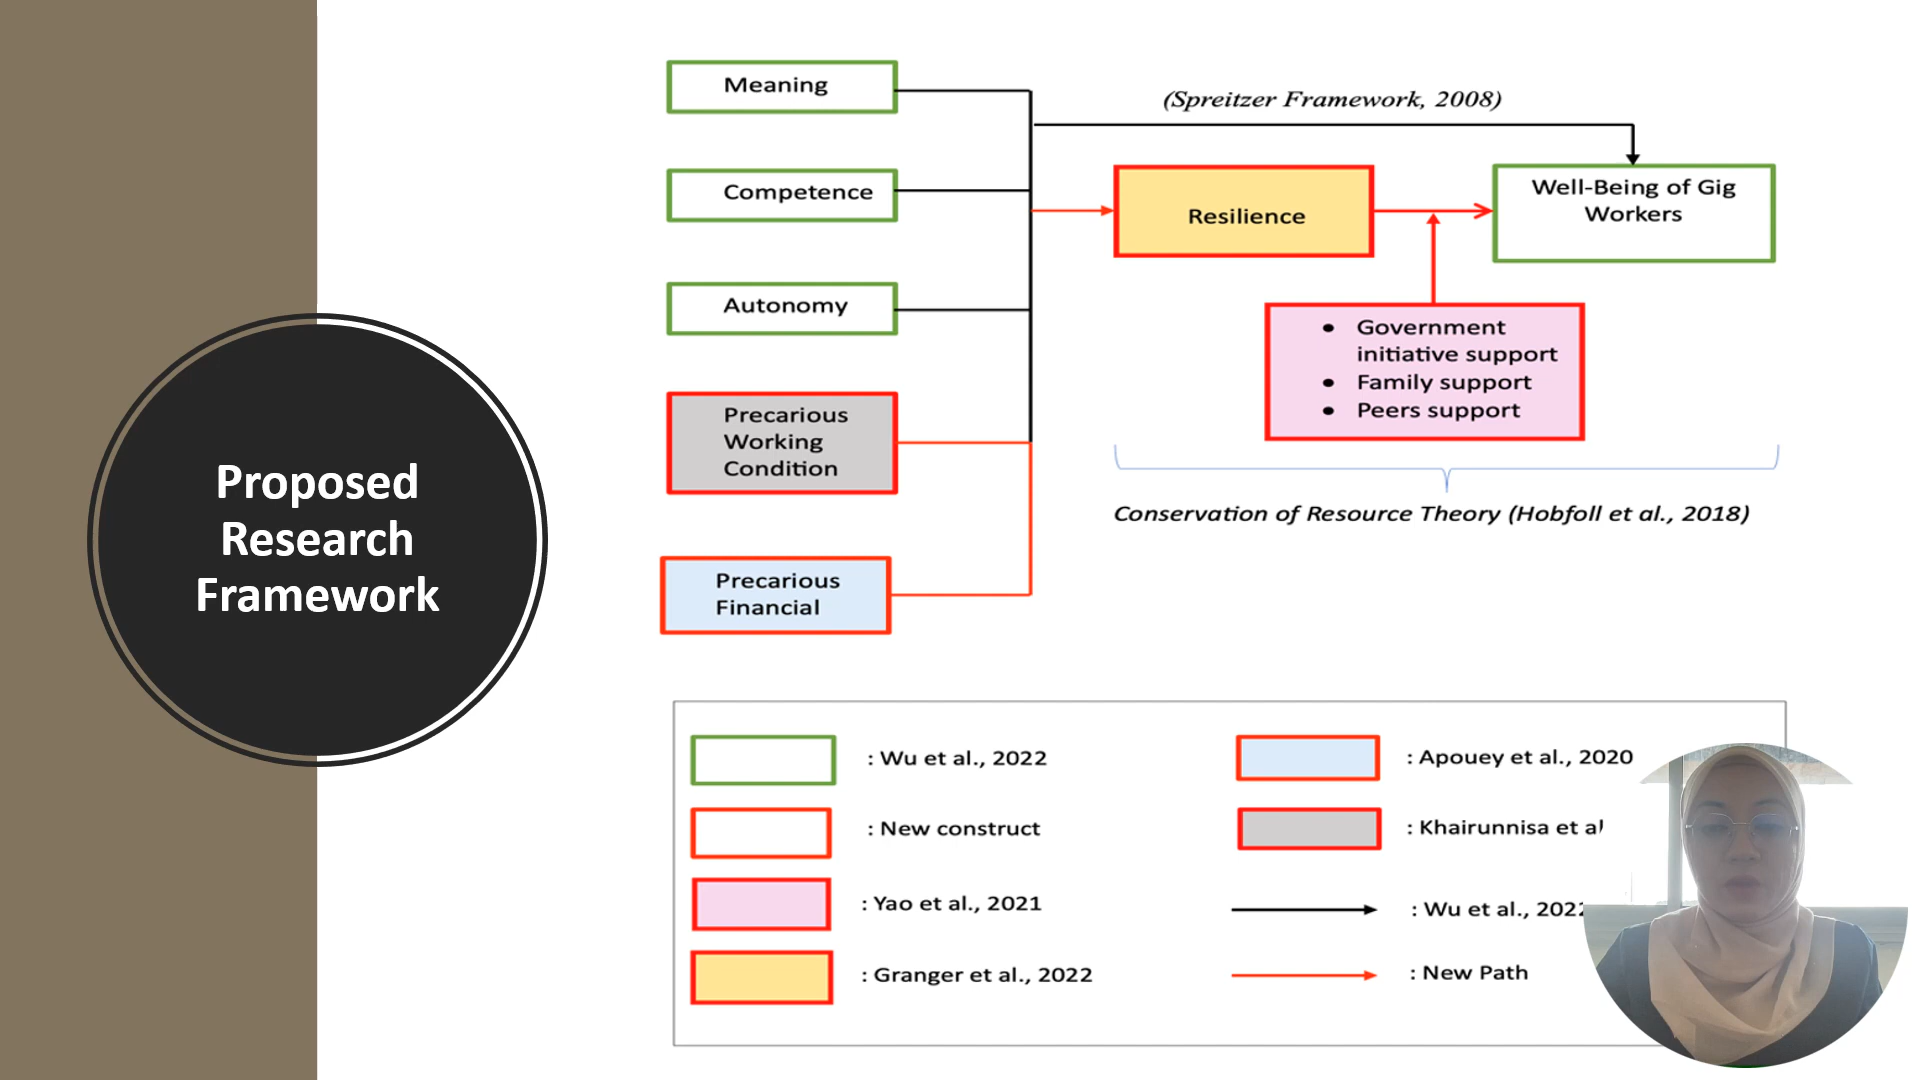 Proposed
Research
Framework
Meaning
Competence
Autonomy
Precarious
Working
Condition
Precarious
Financial
(Spreitzer Framework, 2008)
Resilience
Well-Being of Gig
Workers
• Government
initiative support
• Family support
• Peers support
Conservation of Resource Theory (Hobfoll et al., 2018)
: Wu et al., 2022
: New construct
: Yao et al., 2021
: Granger et al., 2022
: Apouey et al., 2020
: Khairunnisa et al
: Wu et al., 2022
: New Path